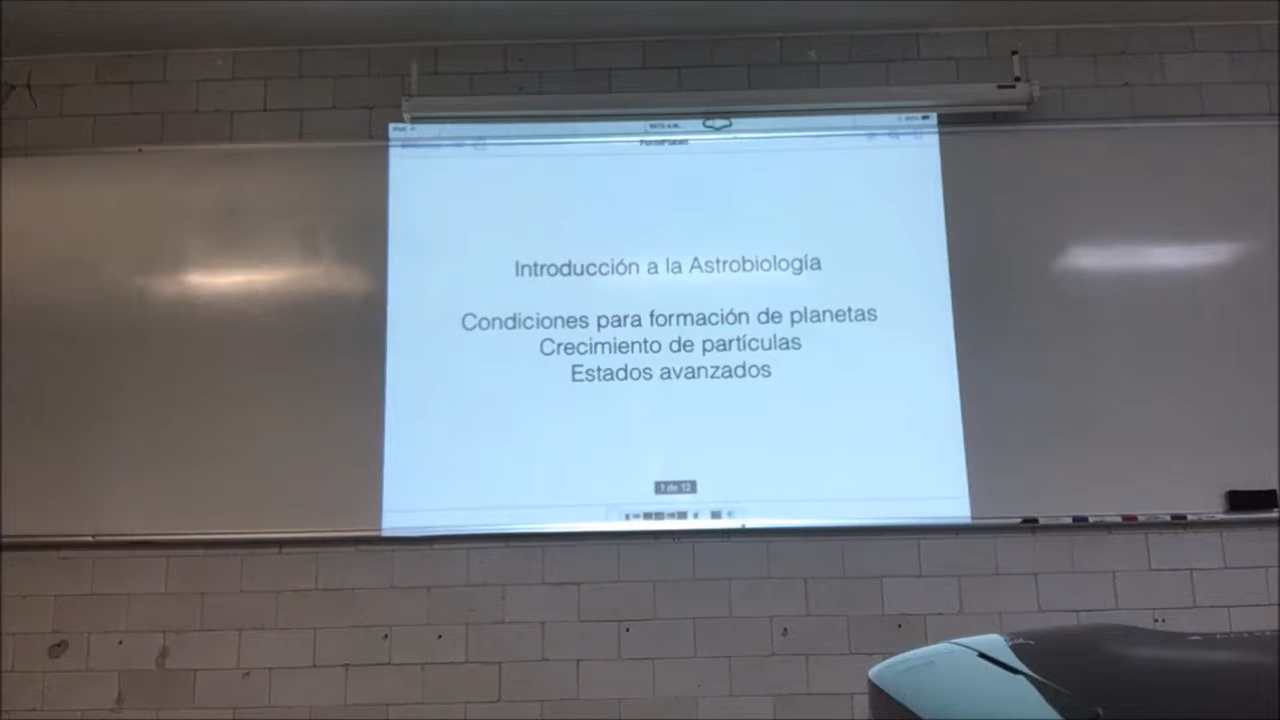 Introducción a la Astrobiología
Condiciones para formación de planetas
Crecimiento de partículas
Estados avanzados
1 de 12